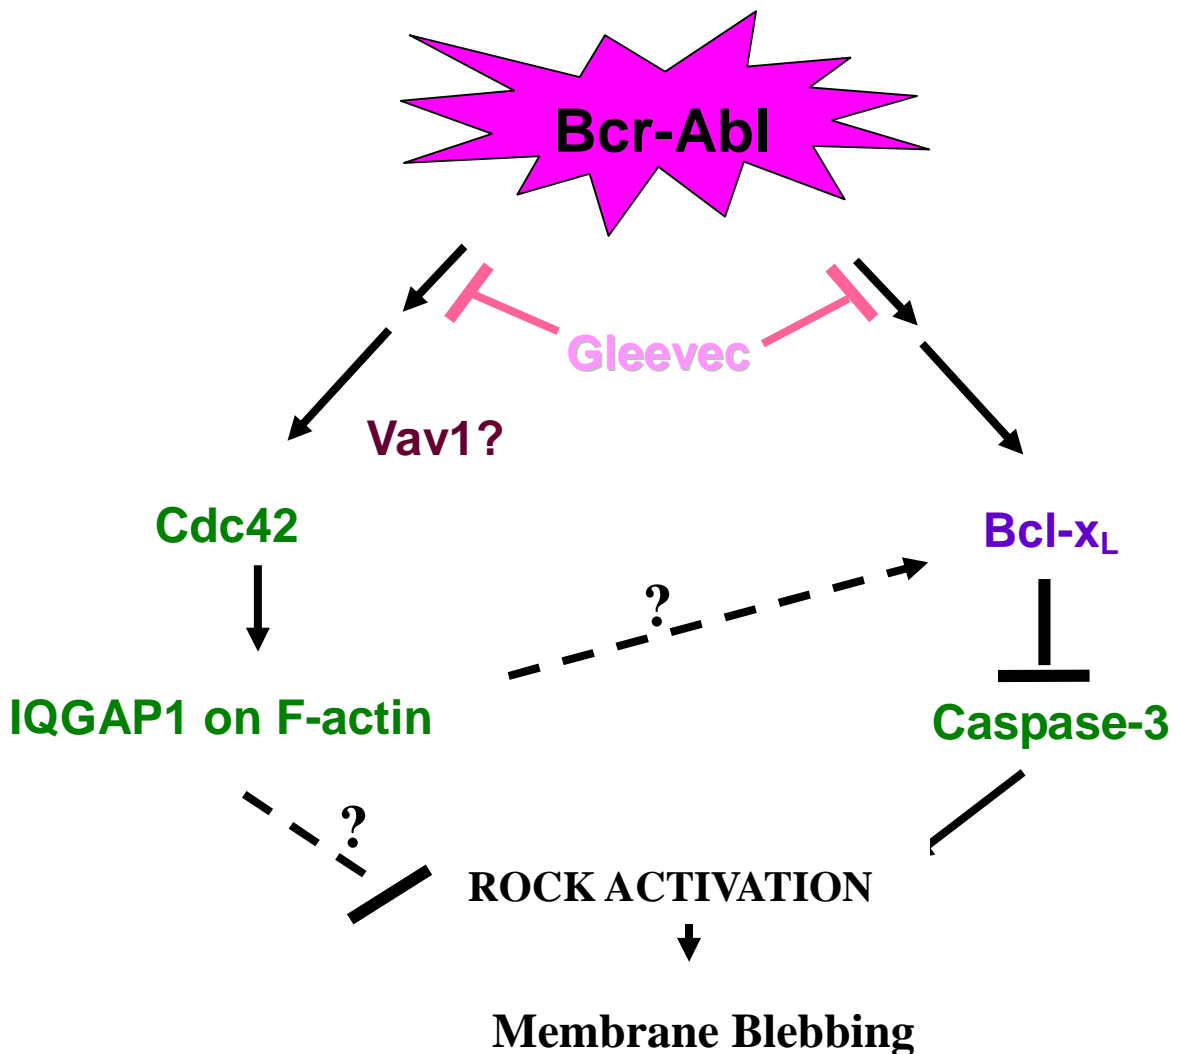 Bcr-Abl
Gleevec
Vav1?
Cdc42
Bcl-xL
?
IQGAP1 on F-actin
Caspase-3
?
ROCK ACTIVATION
Membrane Blebbing